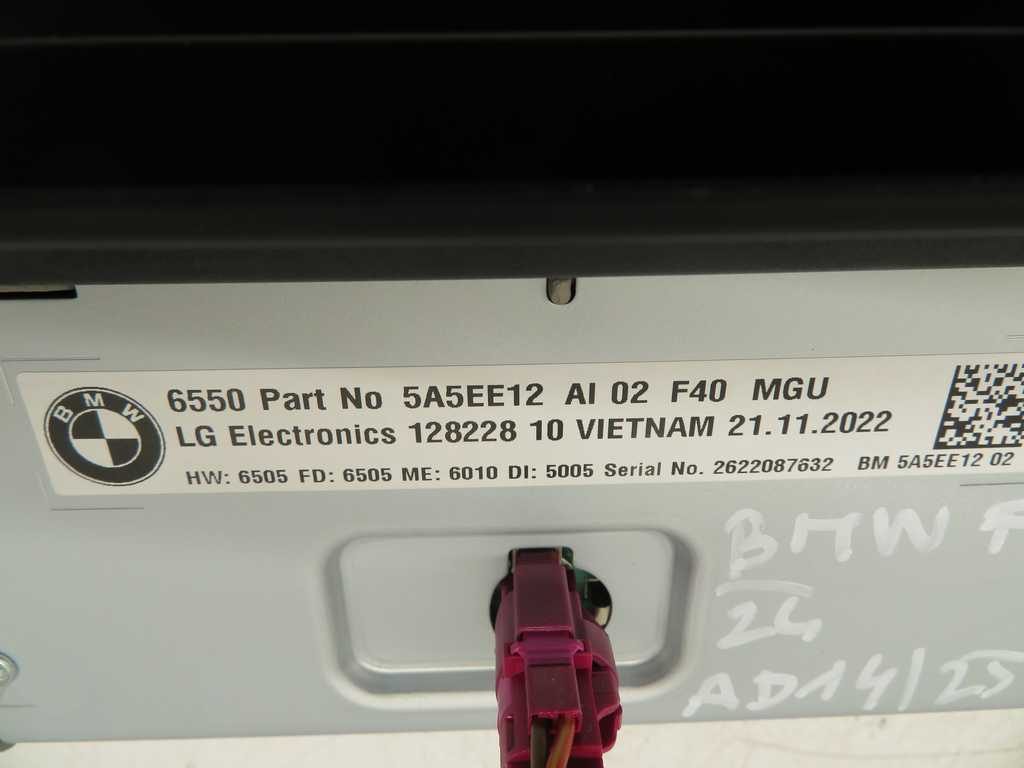 BMW
6550 Part No 5A5EE12 AI 02 F40 MGU
LG Electronics 128228 10 VIETNAM 21.11.2022
HW: 6505 FD: 6505 ME: 6010 DI: 5005 Serial No. 2622087632 BM 5A5EE12 02
BMW F
24
AD14/25